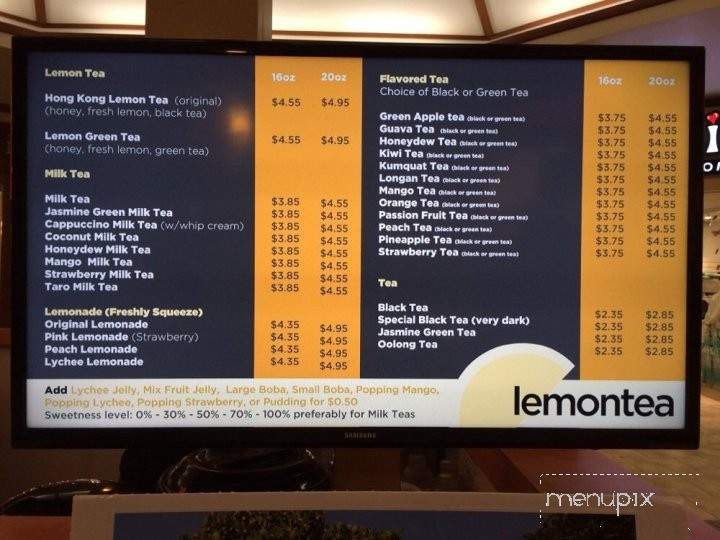 Lemon Tea
16oz 20oz
Hong Kong Lemon Tea (original) $4.55 $4.95
(honey, fresh lemon, black tea)
Lemon Green Tea $4.55 $4.95
(honey, fresh lemon, green tea)
Milk Tea
Milk Tea $3.85 $4.55
Jasmine Green Milk Tea $3.85 $4.55
Cappuccino Milk Tea (w/whip cream) $3.85 $4.55
Coconut Milk Tea $3.85 $4.55
Honeydew Milk Tea $3.85 $4.55
Mango Milk Tea $3.85 $4.55
Strawberry Milk Tea $3.85 $4.55
Taro Milk Tea $3.85 $4.55
Lemonade (Freshly Squeeze)
Original Lemonade $4.35 $4.95
Pink Lemonade (Strawberry) $4.35 $4.95
Peach Lemonade $4.35 $4.95
Lychee Lemonade $4.35 $4.95
Flavored Tea 16oz 20oz
Choice of Black or Green Tea
Green Apple tea (black or green tea) $3.75 $4.55
Guava Tea (black or green tea) $3.75 $4.55
Honeydew Tea (black or green tea) $3.75 $4.55
Kiwi Tea (black or green tea) $3.75 $4.55
Kumquat Tea (black or green tea) $3.75 $4.55
Longan Tea (black or green tea) $3.75 $4.55
Mango Tea (black or green tea) $3.75 $4.55
Orange Tea (black or green tea) $3.75 $4.55
Passion Fruit Tea (black or green tea) $3.75 $4.55
Peach Tea (black or green tea) $3.75 $4.55
Pineapple Tea (black or green tea) $3.75 $4.55
Strawberry Tea (black or green tea) $3.75 $4.55
Tea
Black Tea $2.35 $2.85
Special Black Tea (very dark) $2.35 $2.85
Jasmine Green Tea $2.35 $2.85
Oolong Tea $2.35 $2.85
Add Lychee Jelly, Mix Fruit Jelly, Large Boba, Small Boba, Popping Mango,
Popping Lychee, Popping Strawberry, or Pudding for $0.50
Sweetness level: 0% - 30% - 50% - 70% - 100% preferably for Milk Teas
lemontea
SAMSUNG
menupix